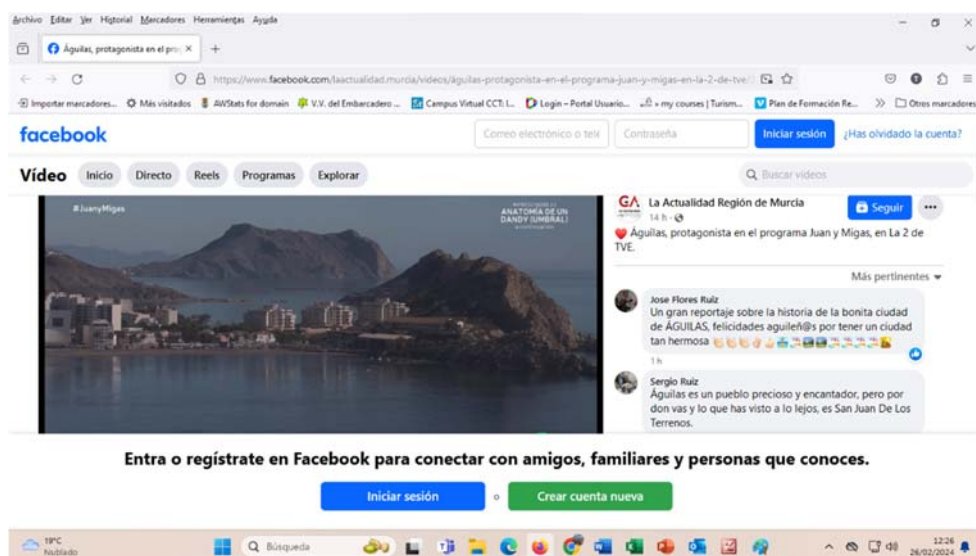 Archivo Editar Ver Historial Marcadores Herramientas Ayuda
Águilas, protagonista en el prog
https://www.facebook.com/laactualidad.murcia/videos/águilas-protagonista-en-el-programa-juan-y-migas-en-la-2-de-tve/
Importar marcadores... Más visitados AWStats for domain V.V. del Embarcadero ... Campus Virtual CCT: I... Login – Portal Usuario... » my courses | Turism... Plan de Formación Re... Otros marcadores
facebook
Correo electrónico o telé
Contraseña
Iniciar sesión
¿Has olvidado la cuenta?
Vídeo Inicio Directo Reels Programas Explorar
Buscar vídeos
#JuanyMigas
ANATOMÍA DE UN
DANDY (UMBRAL)
a continuación
GA La Actualidad Región de Murcia
14 h
Seguir
Águilas, protagonista en el programa Juan y Migas, en La 2 de
TVE.
Más pertinentes
Jose Flores Ruiz
Un gran reportaje sobre la historia de la bonita ciudad
de ÁGUILAS, felicidades aguileñ@s por tener un ciudad
tan hermosa
1 h
Sergio Ruiz
Águilas es un pueblo precioso y encantador, pero por
don vas y lo que has visto a lo lejos, es San Juan De Los
Terrenos.
Entra o regístrate en Facebook para conectar con amigos, familiares y personas que conoces.
Iniciar sesión o Crear cuenta nueva
19°C
Nublado
Búsqueda
12:26
26/02/2024